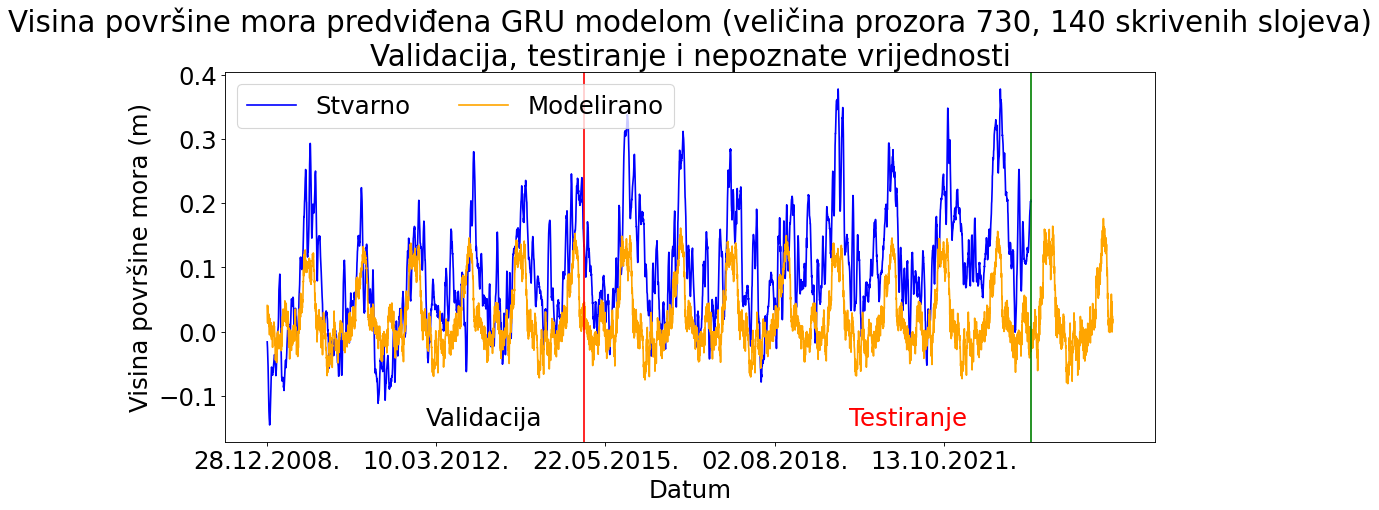 Visina površine mora predviđena GRU modelom (veličina prozora 730, 140 skrivenih slojeva)
Validacija, testiranje i nepoznate vrijednosti
Stvarno
Modelirano
Visina površine mora (m)
0.4
0.3
0.2
0.1
0.0
−0.1
Validacija
Testiranje
28.12.2008.
10.03.2012.
22.05.2015.
02.08.2018.
13.10.2021.
Datum